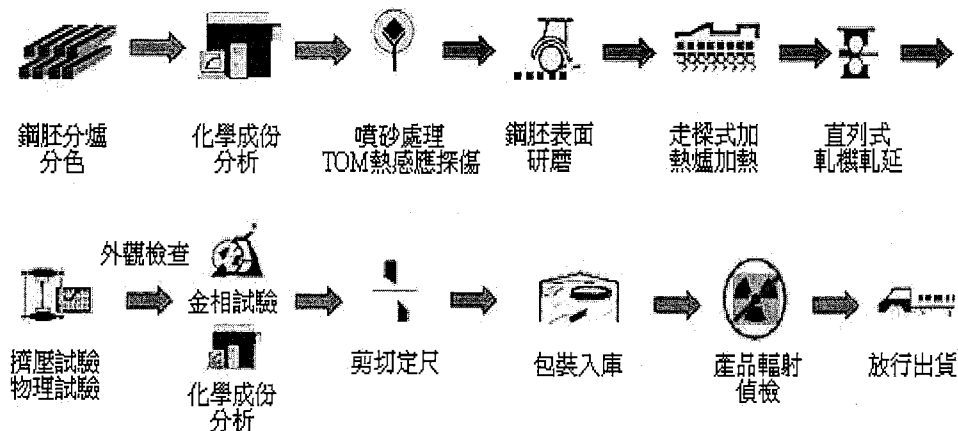 鋼胚分爐
分色
化學成份
分析
噴砂處理
TOM熱感應探傷
鋼胚表面
研磨
走樑式加
熱爐加熱
直列式
軋機軋延
擠壓試驗
物理試驗
外觀檢查
金相試驗
化學成份
分析
剪切定尺
包裝入庫
產品輻射
偵檢
放行出貨